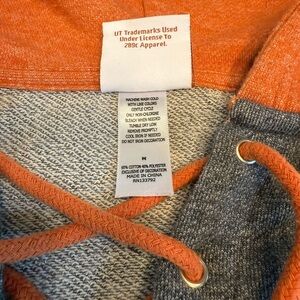 UT Trademarks Used
Under License To
289c Apparel.
MACHINE WASH COLD
WITH LIKE COLORS
GENTLE CYCLE
ONLY NON-CHLORINE
BLEACH WHEN NEEDED
TUMBLE DRY LOW
REMOVE PROMPTLY
COOL IRON IF NEEDED
DO NOT IRON DECORATION
M
60% COTTON 40% POLYESTER
EXCLUSIVE OF DECORATION
MADE IN CHINA
RN133792